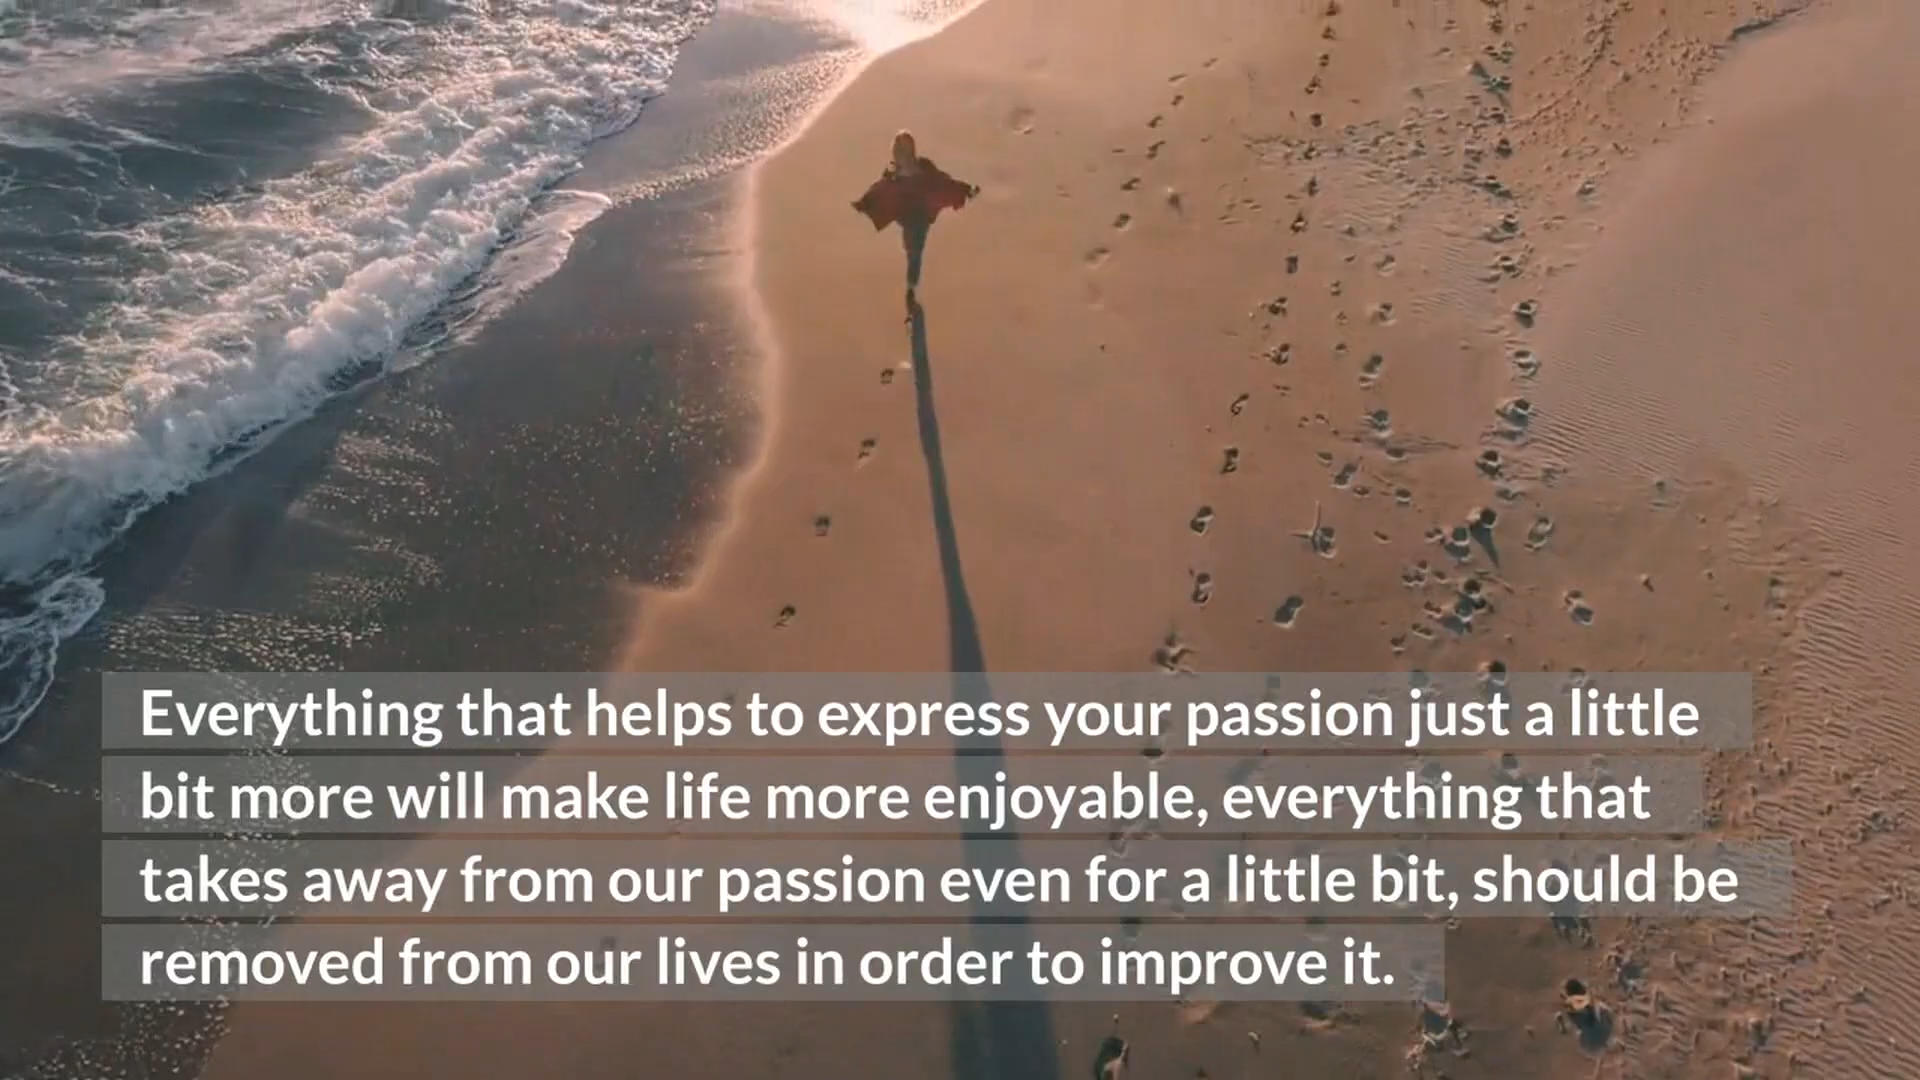 Everything that helps to express your passion just a little
bit more will make life more enjoyable, everything that
takes away from our passion even for a little bit, should be
removed from our lives in order to improve it.